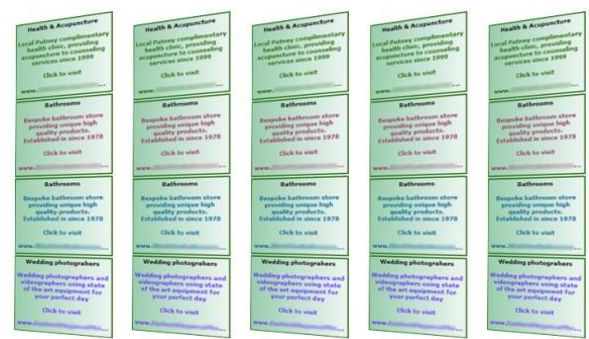 Health & Acupuncture
Local Putney complimentary
health clinic, providing
acupuncture to counseling
services since 1999
Click to visit
www. ...
Bathrooms
Bespoke bathroom store
providing unique high
quality products.
Established in since 1978
Click to visit
www. ...
Bathrooms
Bespoke bathroom store
providing unique high
quality products.
Established in since 1978
Click to visit
www. ...
Wedding photograhers
Wedding photographers and
videographers using state
of the art equipment for
your perfect day
Click to visit
www. ...
Health & Acupuncture
Local Putney complimentary
health clinic, providing
acupuncture to counseling
services since 1999
Click to visit
www. ...
Bathrooms
Bespoke bathroom store
providing unique high
quality products.
Established in since 1978
Click to visit
www. ...
Bathrooms
Bespoke bathroom store
providing unique high
quality products.
Established in since 1978
Click to visit
www. ...
Wedding photograhers
Wedding photographers and
videographers using state
of the art equipment for
your perfect day
Click to visit
www. ...
Health & Acupuncture
Local Putney complimentary
health clinic, providing
acupuncture to counseling
services since 1999
Click to visit
www. ...
Bathrooms
Bespoke bathroom store
providing unique high
quality products.
Established in since 1978
Click to visit
www. ...
Bathrooms
Bespoke bathroom store
providing unique high
quality products.
Established in since 1978
Click to visit
www. ...
Wedding photograhers
Wedding photographers and
videographers using state
of the art equipment for
your perfect day
Click to visit
www. ...
Health & Acupuncture
Local Putney complimentary
health clinic, providing
acupuncture to counseling
services since 1999
Click to visit
www. ...
Bathrooms
Bespoke bathroom store
providing unique high
quality products.
Established in since 1978
Click to visit
www. ...
Bathrooms
Bespoke bathroom store
providing unique high
quality products.
Established in since 1978
Click to visit
www. ...
Wedding photograhers
Wedding photographers and
videographers using state
of the art equipment for
your perfect day
Click to visit
www. ...
Health & Acupuncture
Local Putney complimentary
health clinic, providing
acupuncture to counseling
services since 1999
Click to visit
www. ...
Bathrooms
Bespoke bathroom store
providing unique high
quality products.
Established in since 1978
Click to visit
www. ...
Bathrooms
Bespoke bathroom store
providing unique high
quality products.
Established in since 1978
Click to visit
www. ...
Wedding photograhers
Wedding photographers and
videographers using state
of the art equipment for
your perfect day
Click to visit
www. ...